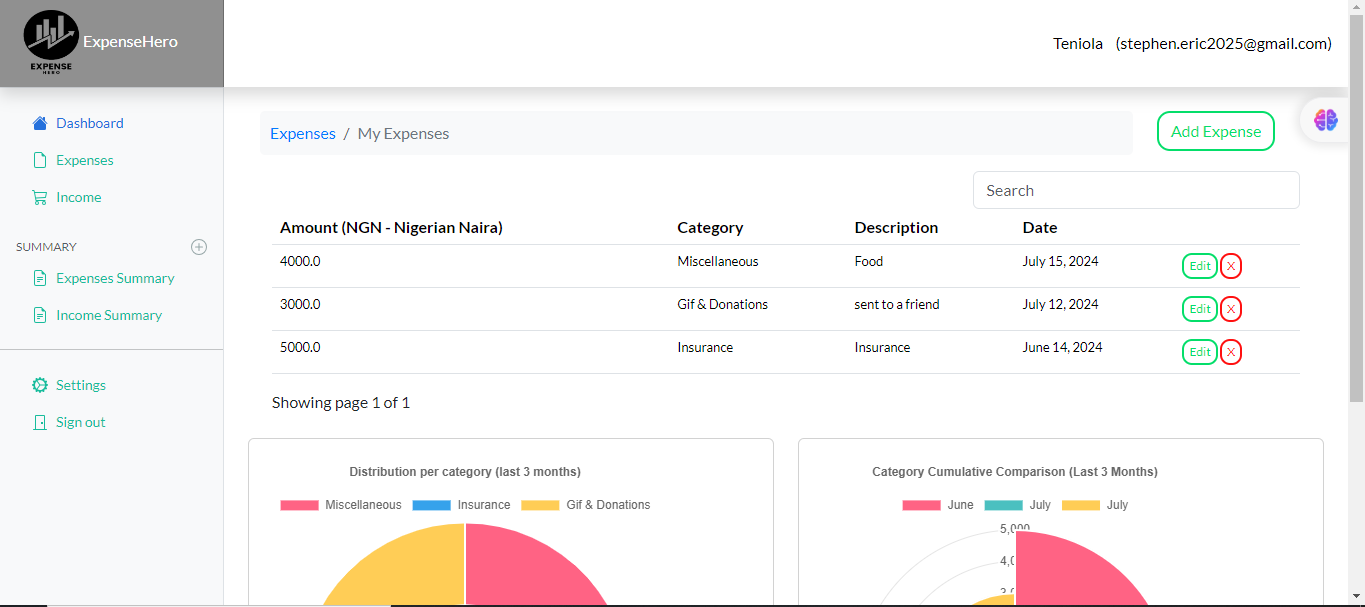 EXPENSE
HERO
ExpenseHero
Teniola (stephen.eric2025@gmail.com)
Dashboard
Expenses
Income
SUMMARY
Expenses Summary
Income Summary
Settings
Sign out
Expenses / My Expenses
Add Expense
Search
Amount (NGN - Nigerian Naira) Category Description Date
4000.0 Miscellaneous Food July 15, 2024 Edit X
3000.0 Gif & Donations sent to a friend July 12, 2024 Edit X
5000.0 Insurance Insurance June 14, 2024 Edit X
Showing page 1 of 1
Distribution per category (last 3 months)
Miscellaneous Insurance Gif & Donations
Category Cumulative Comparison (Last 3 Months)
June July July
5,000